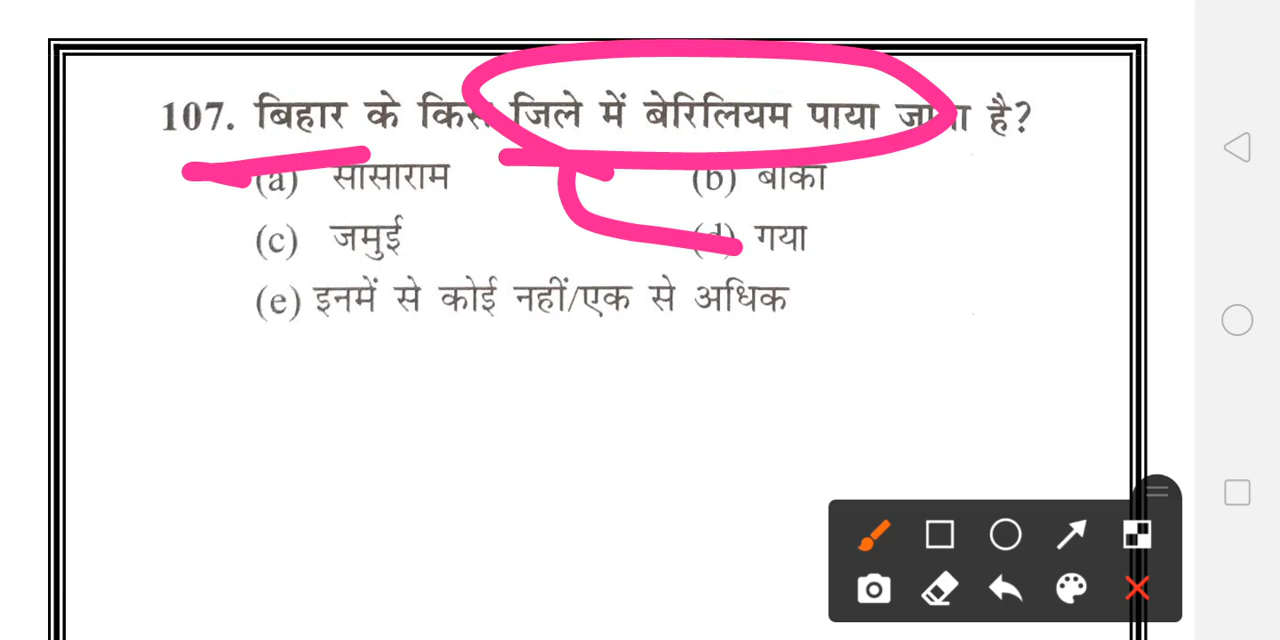 107. बिहार के किस जिले में बेरिलियम पाया जाता है?
(a) सासाराम (b) बांका
(c) जमुई (d) गया
(e) इनमें से कोई नहीं/एक से अधिक